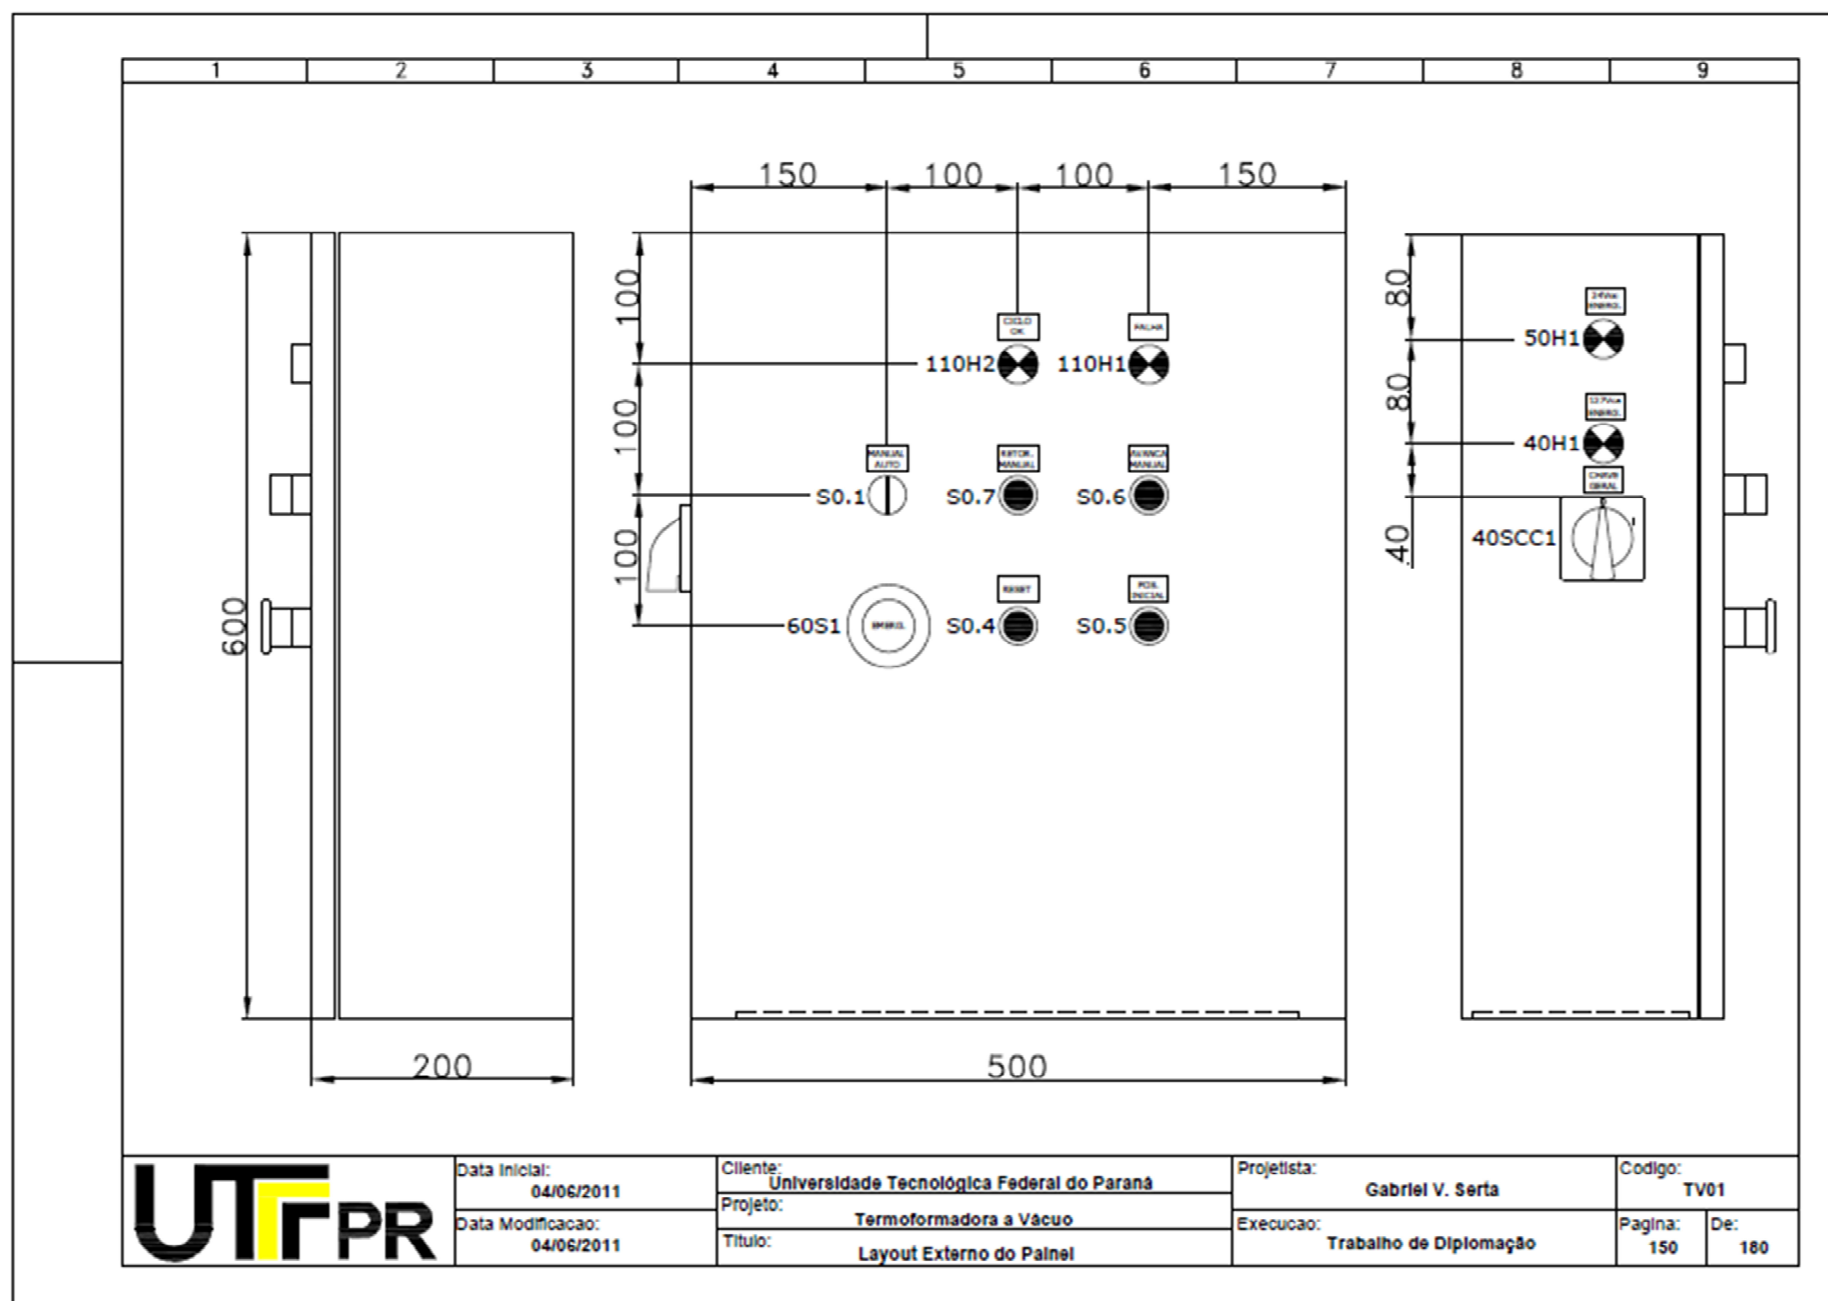 1 2 3 4 5 6 7 8 9
150 100 100 150
100
100
100
600
200
500
80
80
40
CICLO
OK
FALHA
110H2
110H1
MANUAL
AUTO
RETOR.
MANUAL
AVANCA
MANUAL
S0.1
S0.7
S0.6
RESET
POS.
INICIAL
60S1
EMERG.
S0.4
S0.5
ENERG.
50H1
ENERG.
40H1
CHAVE
GERAL
40SCC1
UTFPR
Data Inicial:
04/06/2011
Data Modificacao:
04/06/2011
Cliente:
Universidade Tecnológica Federal do Paraná
Projeto:
Termoformadora a Vácuo
Titulo:
Layout Externo do Painel
Projetista:
Gabriel V. Serta
Execucao:
Trabalho de Diplomação
Codigo:
TV01
Pagina:
150
De:
180